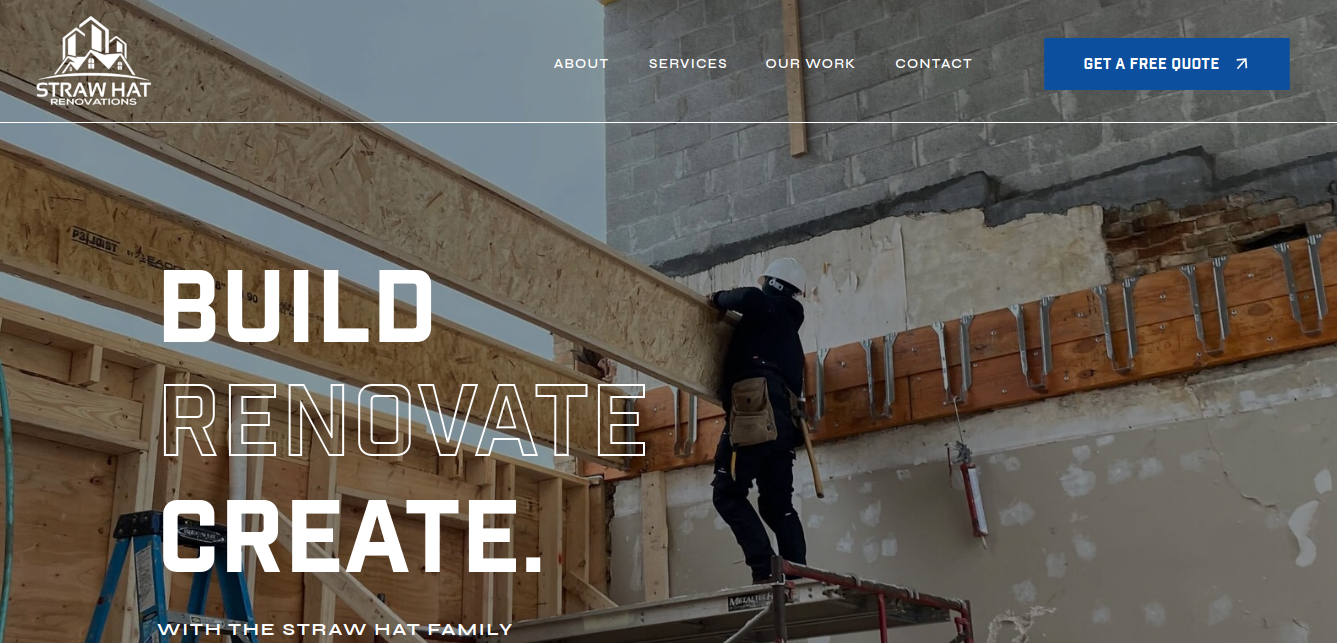 STRAW HAT
RENOVATIONS
ABOUT
SERVICES
OUR WORK
CONTACT
GET A FREE QUOTE
BUILD
RENOVATE
CREATE.
WITH THE STRAW HAT FAMILY
METALTECH